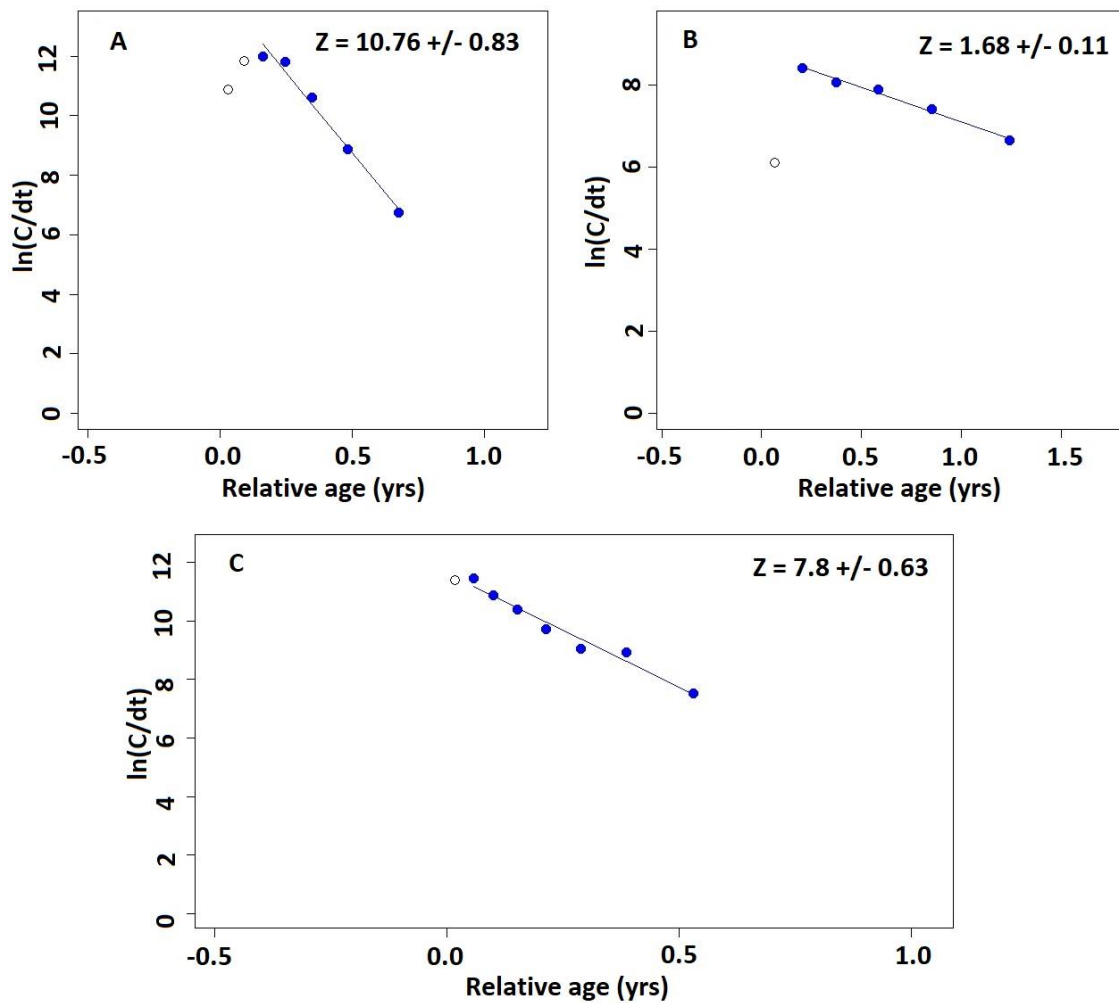 A
Z = 10.76 +/- 0.83
12
10
8
6
4
2
0
ln(C/dt)
-0.5
0.0
0.5
1.0
Relative age (yrs)
B
Z = 1.68 +/- 0.11
8
6
4
2
0
ln(C/dt)
-0.5
0.0
0.5
1.0
1.5
Relative age (yrs)
C
Z = 7.8 +/- 0.63
12
10
8
6
4
2
0
ln(C/dt)
-0.5
0.0
0.5
1.0
Relative age (yrs)